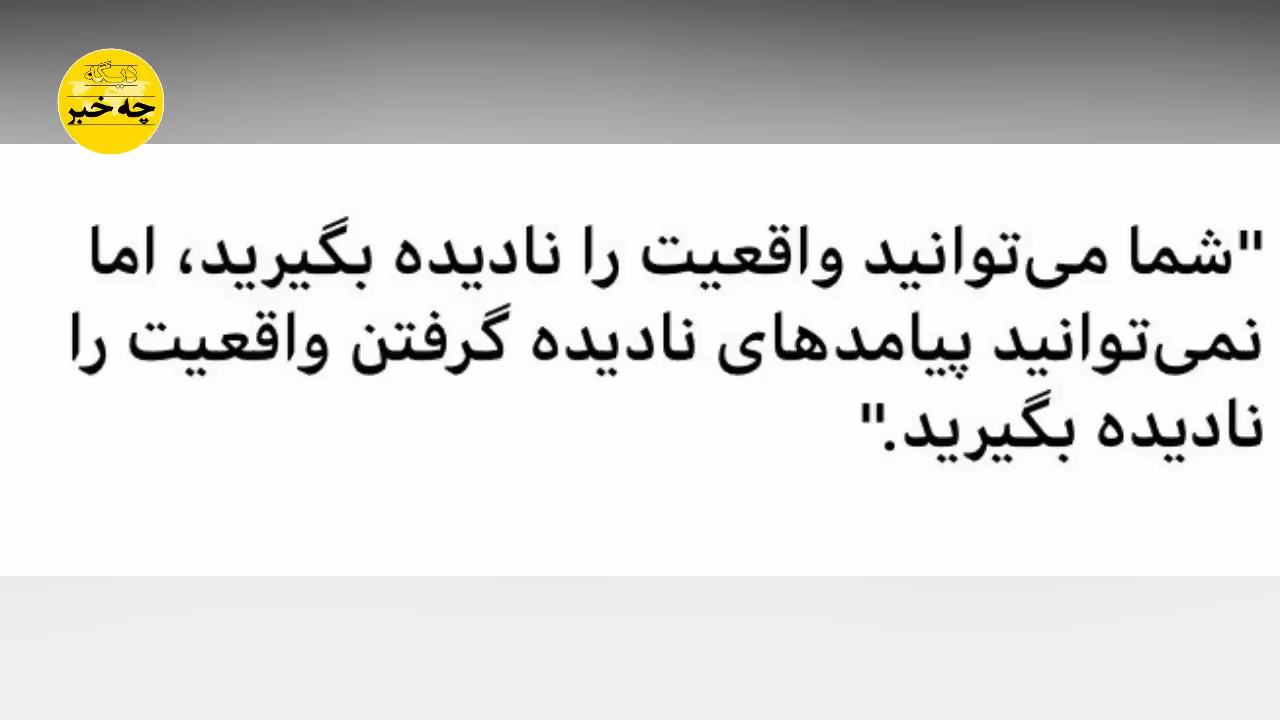 دیگه
چه خبر
"شما می‌توانید واقعیت را نادیده بگیرید، اما
نمی‌توانید پیامدهای نادیده گرفتن واقعیت را
نادیده بگیرید."